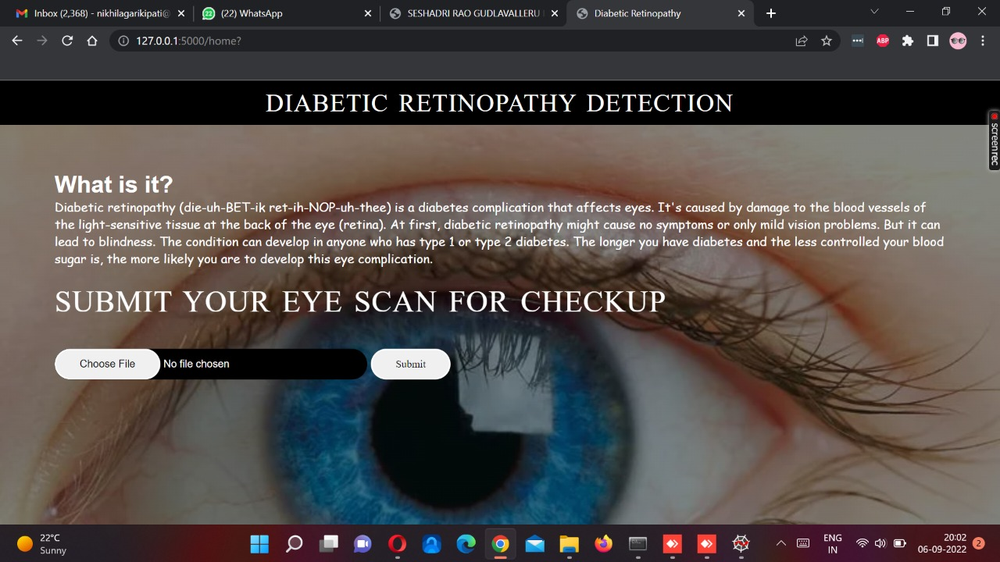 Inbox (2,368) - nikhilagarikipati@
22
(22) WhatsApp
SESHADRI RAO GUDLAVALLERU
Diabetic Retinopathy
127.0.0.1:5000/home?
ABP
DIABETIC RETINOPATHY DETECTION
screenrec
What is it?
Diabetic retinopathy (die-uh-BET-ik ret-ih-NOP-uh-thee) is a diabetes complication that affects eyes. It's caused by damage to the blood vessels of
the light-sensitive tissue at the back of the eye (retina). At first, diabetic retinopathy might cause no symptoms or only mild vision problems. But it can
lead to blindness. The condition can develop in anyone who has type 1 or type 2 diabetes. The longer you have diabetes and the less controlled your blood
sugar is, the more likely you are to develop this eye complication.
SUBMIT YOUR EYE SCAN FOR CHECKUP
Choose File No file chosen Submit
22°C
Sunny
ENG
IN
20:02
06-09-2022
2